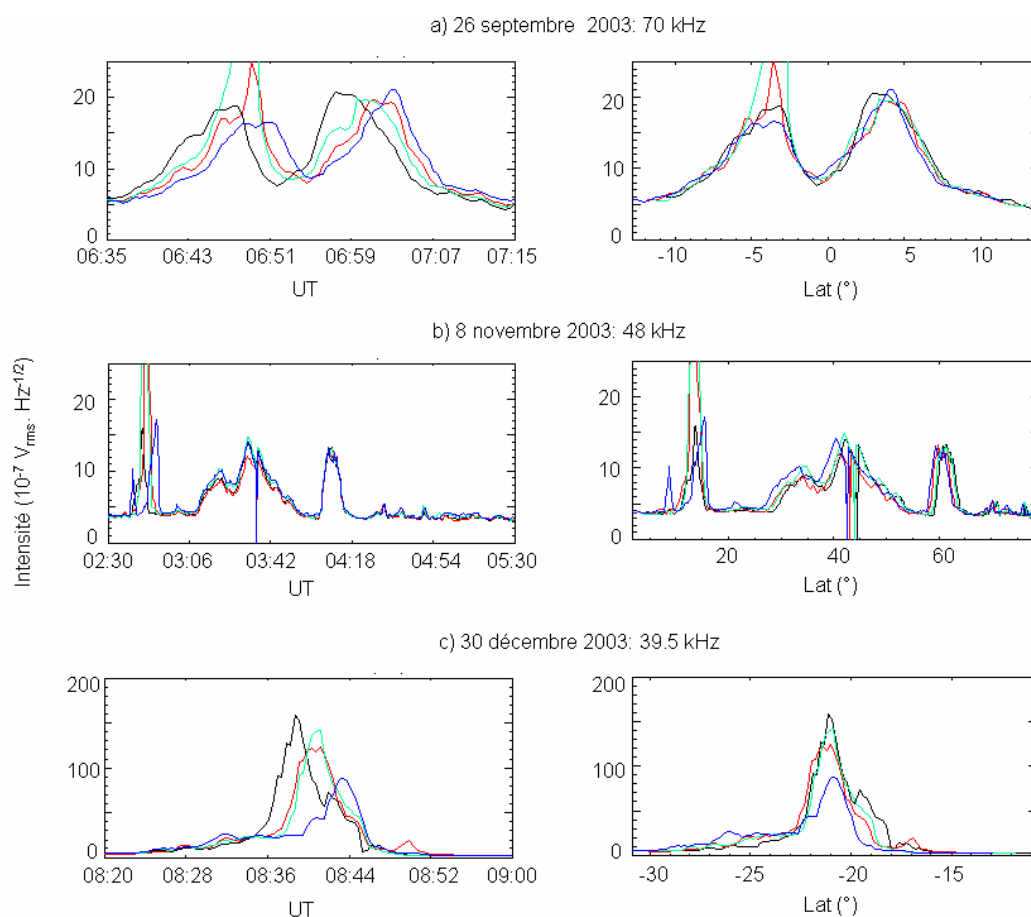 a) 26 septembre 2003: 70 kHz
20
10
0
06:35 06:43 06:51 06:59 07:07 07:15
UT
20
10
0
-10 -5 0 5 10
Lat (°)
b) 8 novembre 2003: 48 kHz
Intensité (10⁻⁷ Vrms. Hz⁻¹/²)
20
10
0
02:30 03:06 03:42 04:18 04:54 05:30
UT
20
10
0
20 40 60
Lat (°)
c) 30 décembre 2003: 39.5 kHz
200
100
0
08:20 08:28 08:36 08:44 08:52 09:00
UT
200
100
0
-30 -25 -20 -15
Lat (°)